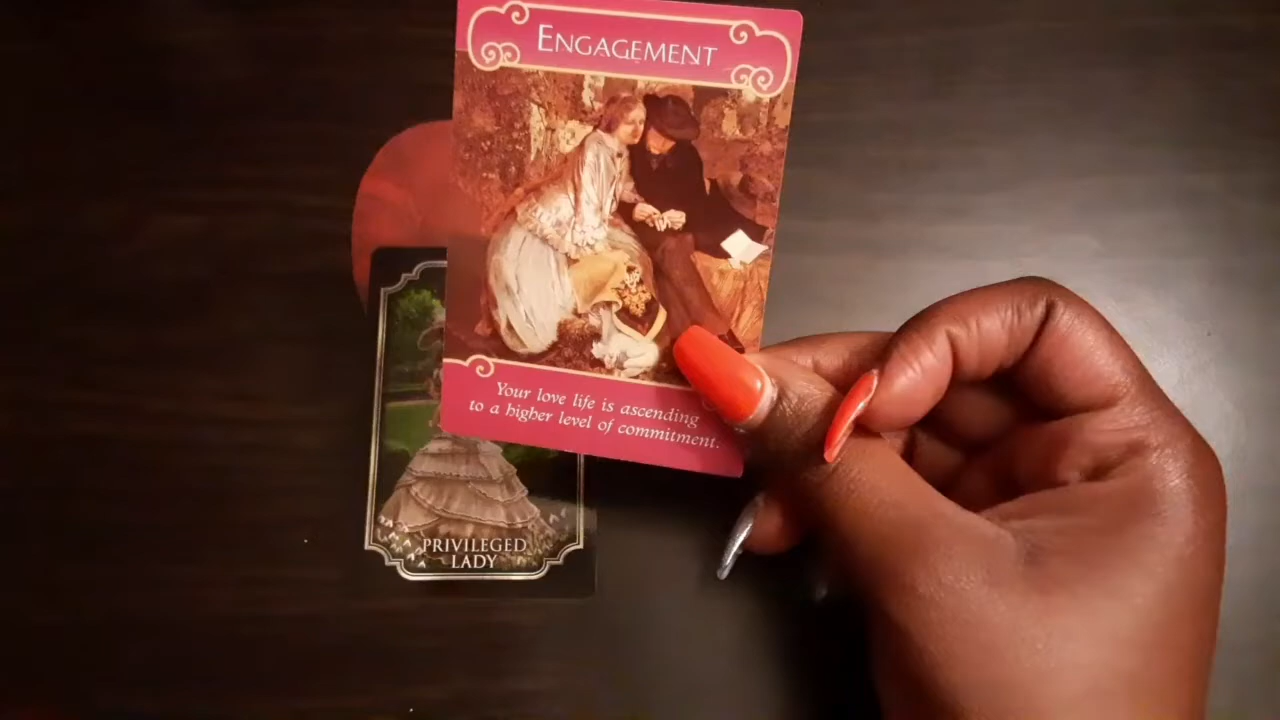 ENGAGEMENT
Your love life is ascending
to a higher level of commitment.
PRIVILEGED
LADY